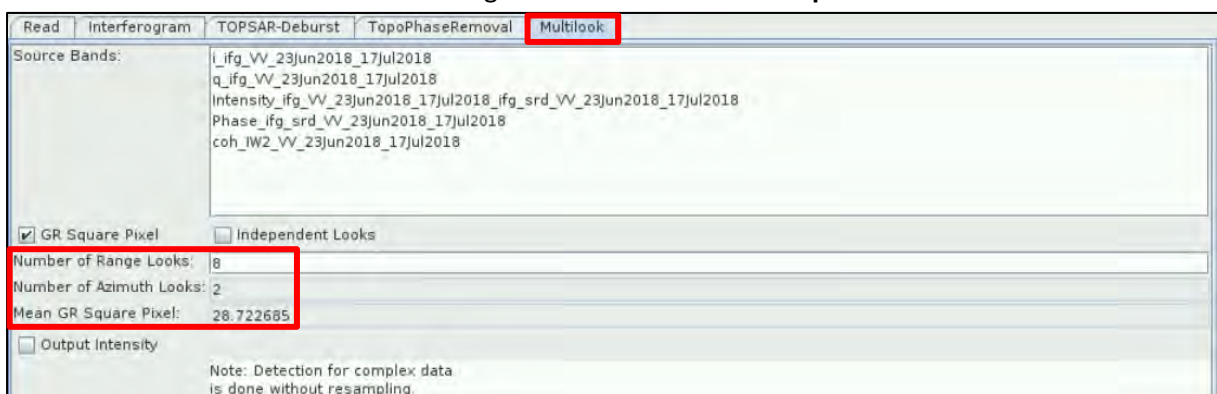 Read Interferogram TOPSAR-Deburst TopoPhaseRemoval Multilook
Source Bands:
i_ifg_VV_23Jun2018_17Jul2018
q_ifg_VV_23Jun2018_17Jul2018
Intensity_ifg_VV_23Jun2018_17Jul2018_ifg_srd_VV_23Jun2018_17Jul2018
Phase_ifg_srd_VV_23Jun2018_17Jul2018
coh_IW2_VV_23Jun2018_17Jul2018
GR Square Pixel Independent Looks
Number of Range Looks: 8
Number of Azimuth Looks: 2
Mean GR Square Pixel: 28.722685
Output Intensity
Note: Detection for complex data
is done without resampling.